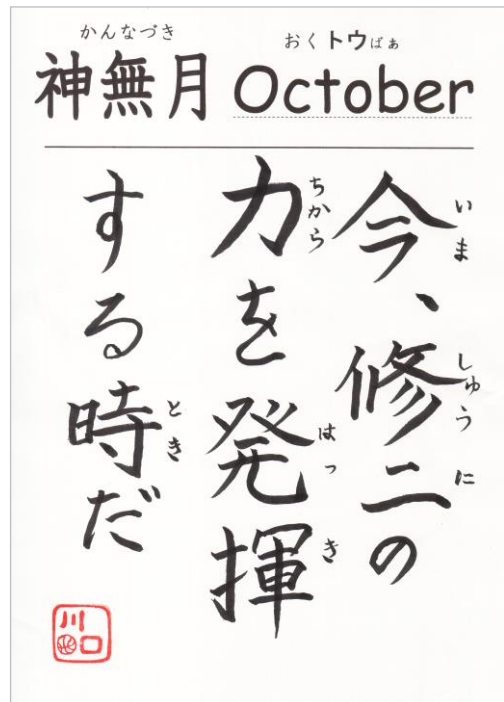 かんなづき おくトウばぁ
神無月 October
今、修二の
いま しゅう に
力を発揮
ちから はっ き
する時だ
とき
川口